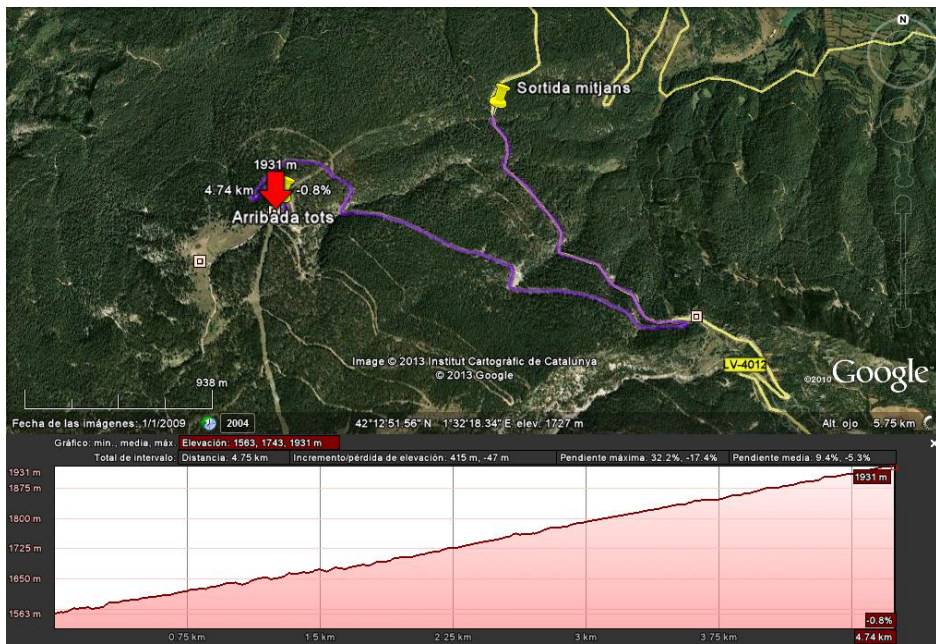 N
Sortida mitjans
1931 m
4.74 km
-0.8%
Arribada tots
LV-4012
Image © 2013 Institut Cartogràfic de Catalunya
© 2013 Google
©2010 Google
938 m
Fecha de las imágenes: 1/1/2009
2004
42°12'51.56" N
1°32'18.34" E
elev. 1727 m
Alt. ojo 5.75 km
Gráfico: min., media, máx. Elevación: 1563, 1743, 1931 m
Total de intervalo: Distancia: 4.75 km Incremento/pérdida de elevación: 415 m, -47 m Pendiente máxima: 32.2%, -17.4% Pendiente media: 9.4%, -5.3%
1931 m
1875 m
1800 m
1725 m
1650 m
1563 m
1931 m
-0.8%
0.75 km 1.5 km 2.25 km 3 km 3.75 km 4.74 km